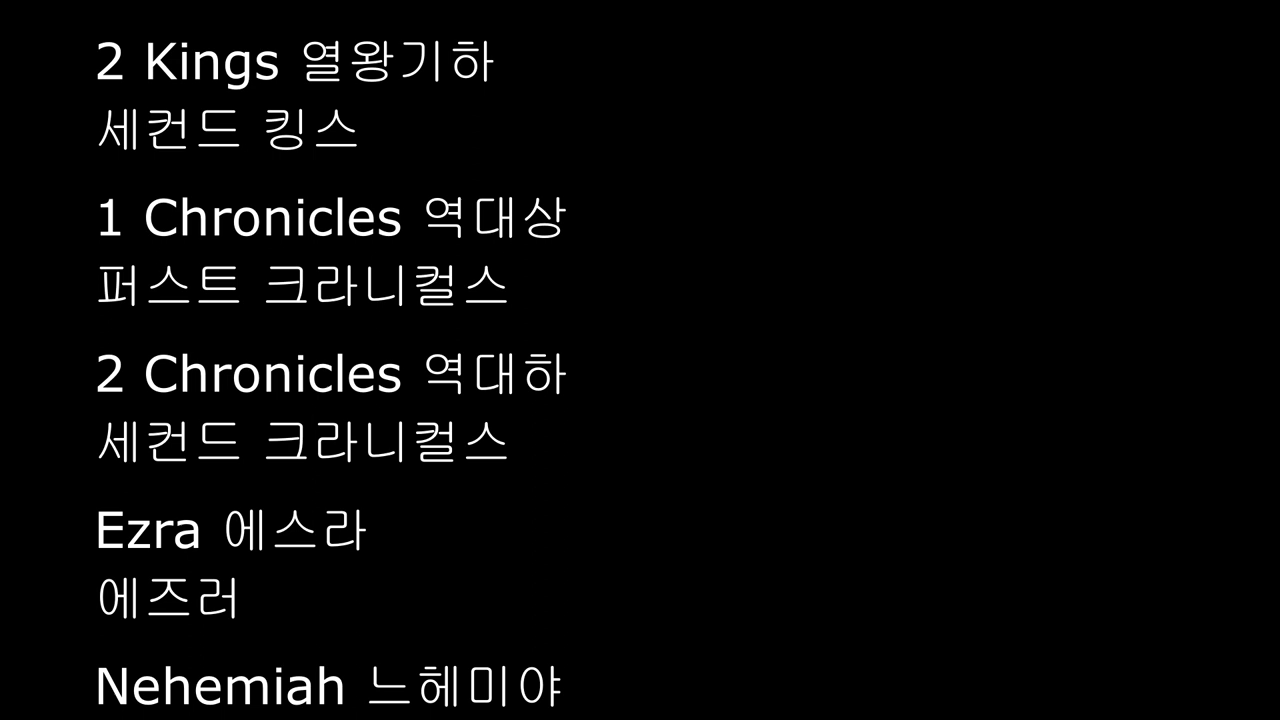 2 Kings 열왕기하
세컨드 킹스
1 Chronicles 역대상
퍼스트 크라니컬스
2 Chronicles 역대하
세컨드 크라니컬스
Ezra 에스라
에즈러
Nehemiah 느헤미야